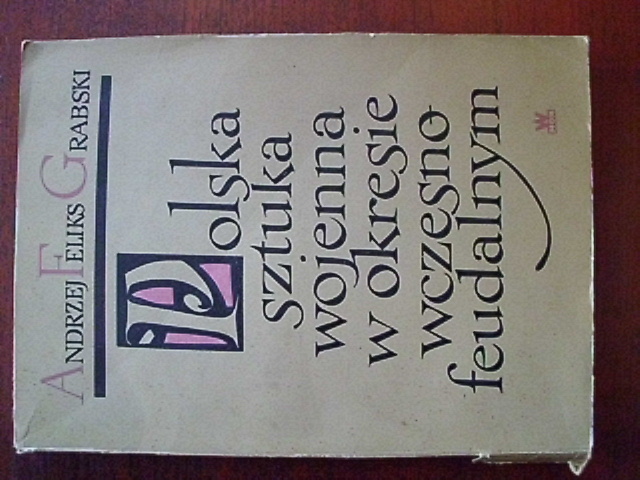 ANDRZEJ FELIKS GRABSKI
Polska
sztuka
wojenna
w okresie
wczesno-
feudalnym